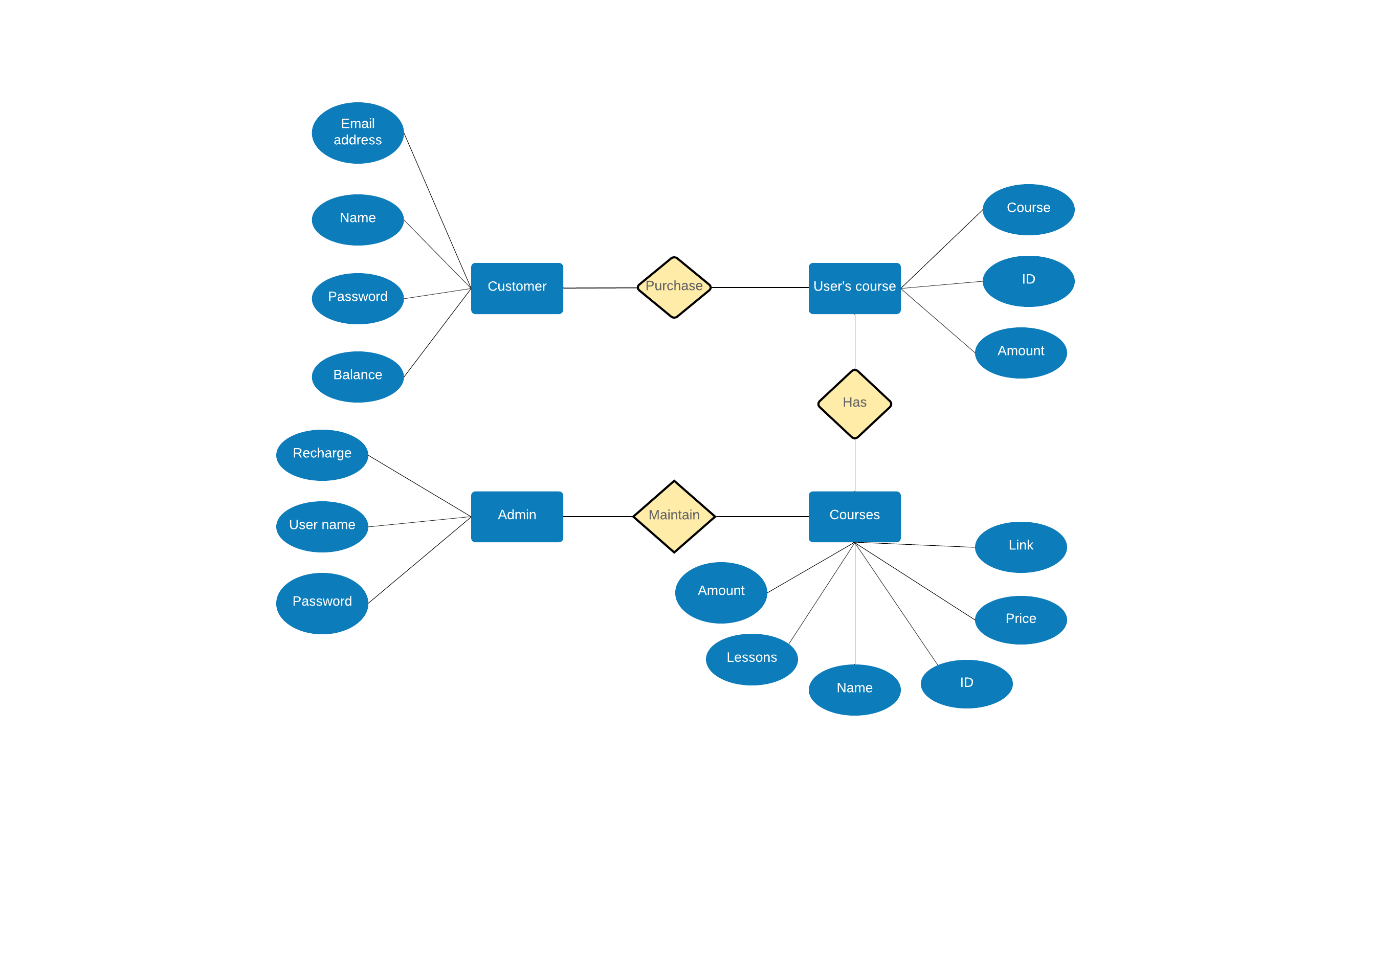 Email
address
Name
Password
Balance
Customer
Purchase
User's course
Course
ID
Amount
Has
Recharge
User name
Password
Admin
Maintain
Courses
Amount
Lessons
Name
ID
Price
Link